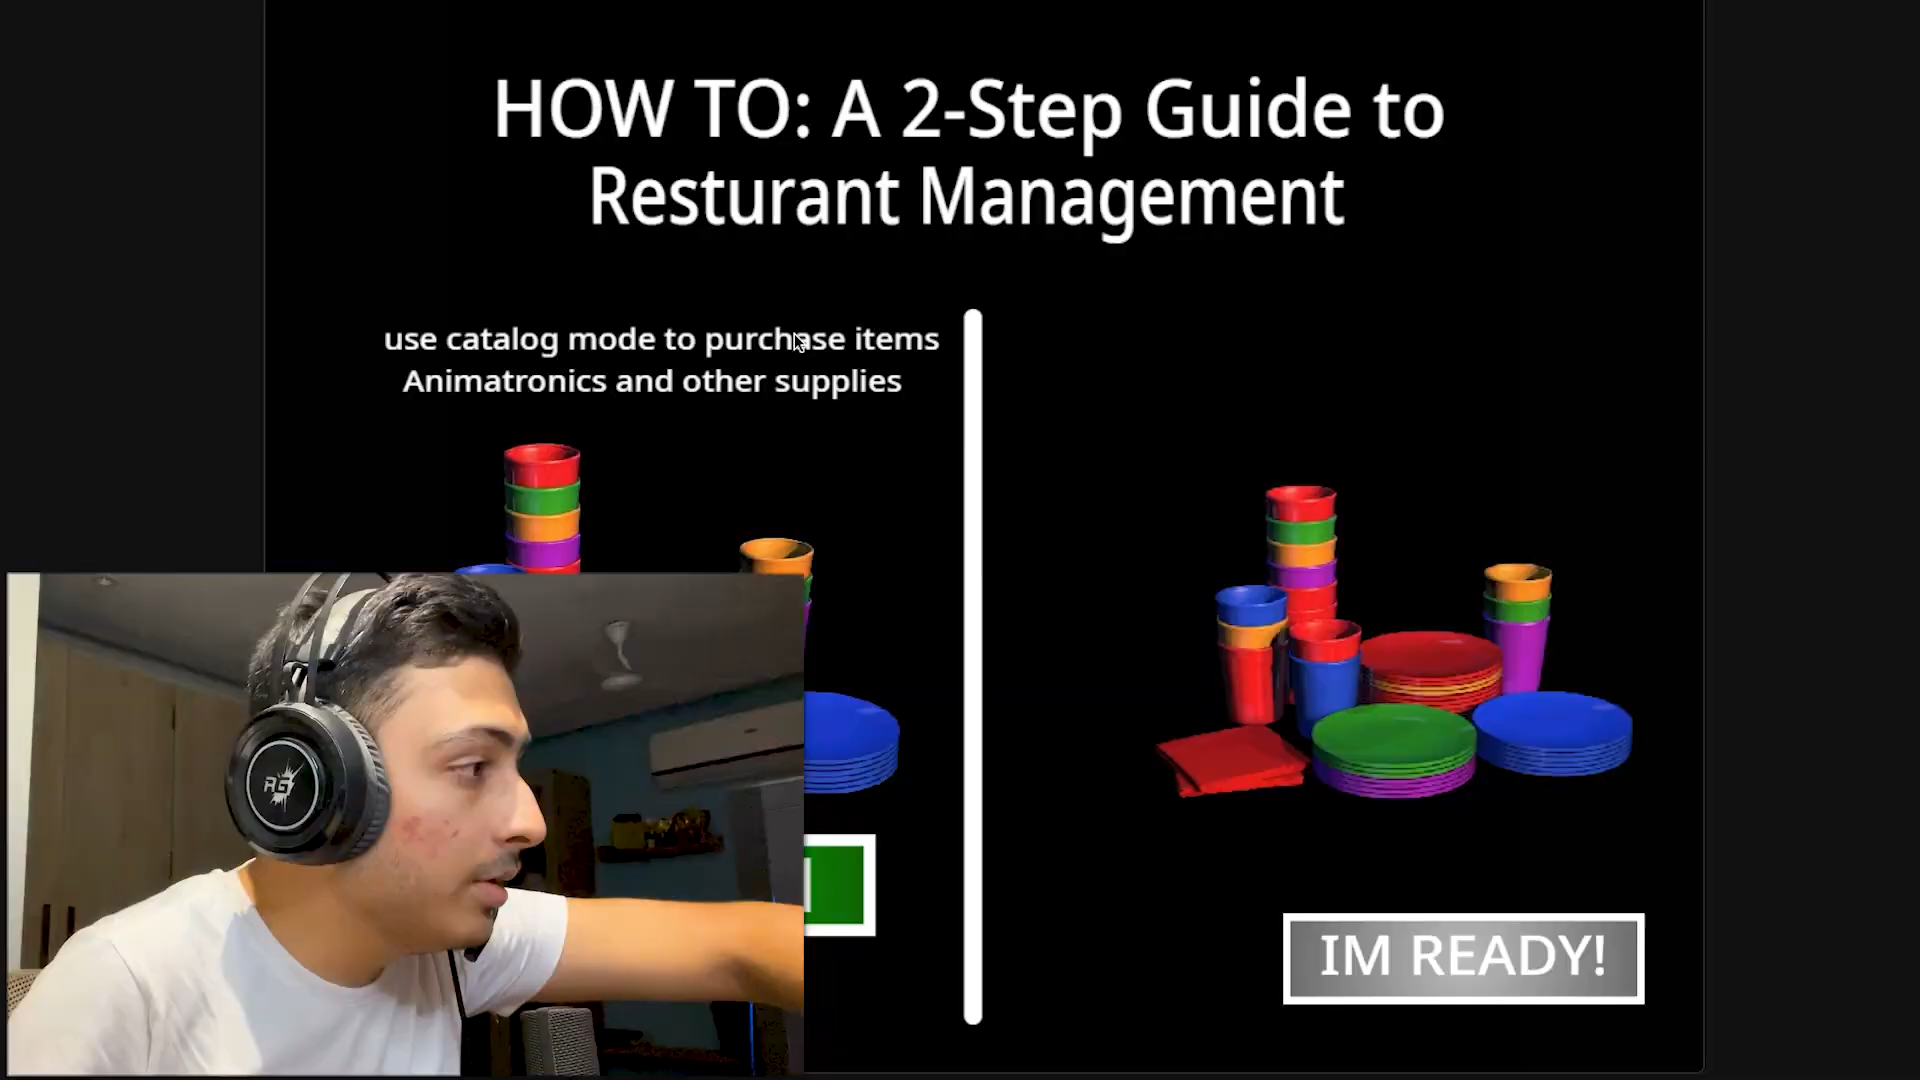 HOW TO: A 2-Step Guide to
Resturant Management
use catalog mode to purchase items
Animatronics and other supplies
RG
IM READY!